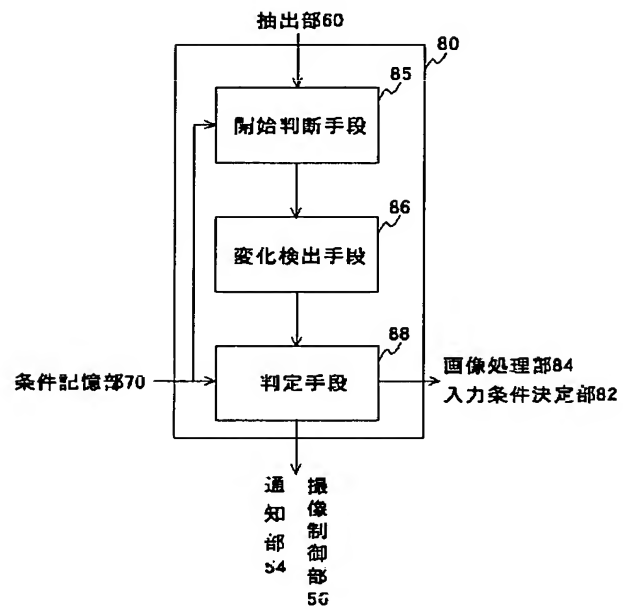 抽出部60
80
85
開始判断手段
86
変化検出手段
88
条件記憶部70
判定手段
画像処理部84
入力条件決定部82
通知部54
撮像制御部56